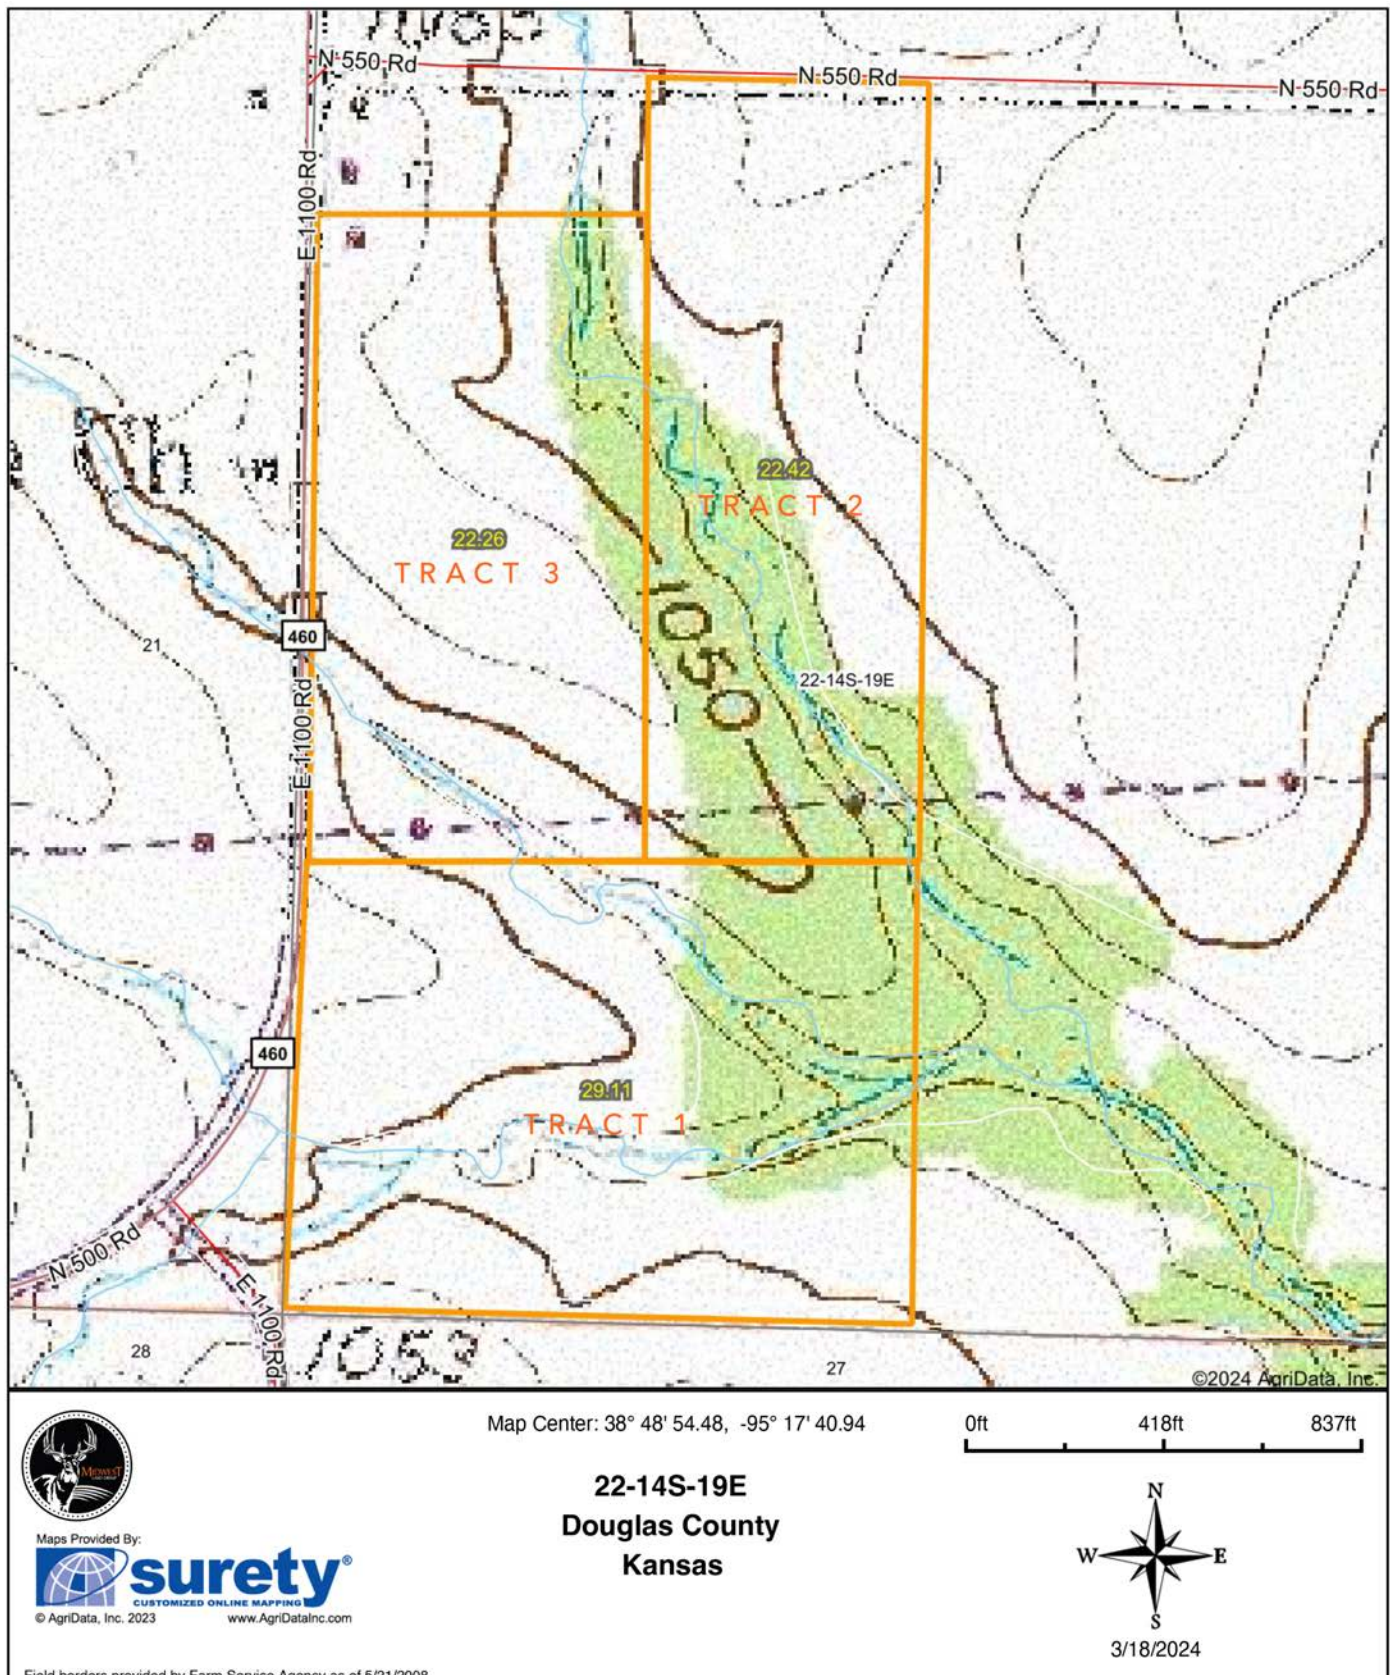 N 550 Rd
N 550 Rd
N 550 Rd
E 1100 Rd
22.42
TRACT 2
22.26
TRACT 3
1050
460
21
22-14S-19E
E 1100 Rd
460
29.11
TRACT 1
N 500 Rd
E 1100 Rd
1053
28
27
©2024 AgriData, Inc.
Map Center: 38° 48' 54.48, -95° 17' 40.94
0ft 418ft 837ft
MIDWEST
22-14S-19E
Douglas County
Kansas
N
W E
S
3/18/2024
Maps Provided By:
surety®
CUSTOMIZED ONLINE MAPPING
© AgriData, Inc. 2023 www.AgriDataInc.com
Field borders provided by Farm Service Agency as of 5/21/2008.